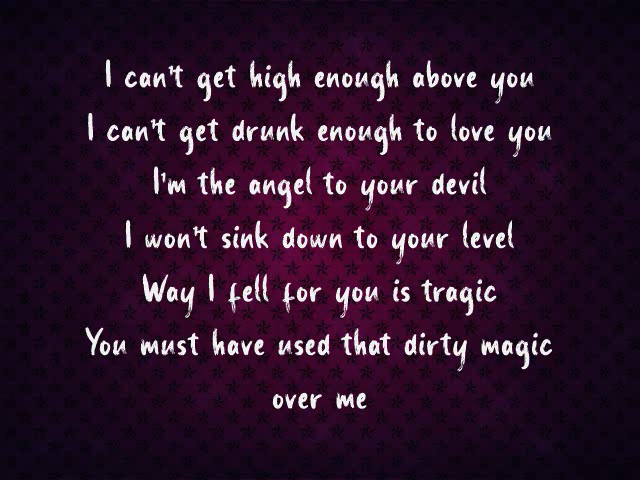 I can't get high enough above you
I can't get drunk enough to love you
I'm the angel to your devil
I won't sink down to your level
Way I fell for you is tragic
You must have used that dirty magic
over me